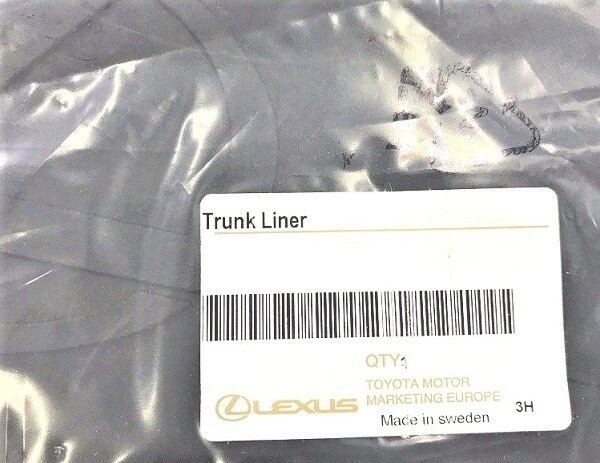 Trunk Liner
QTY1
TOYOTA MOTOR
MARKETING EUROPE
LEXUS
Made in sweden
3H